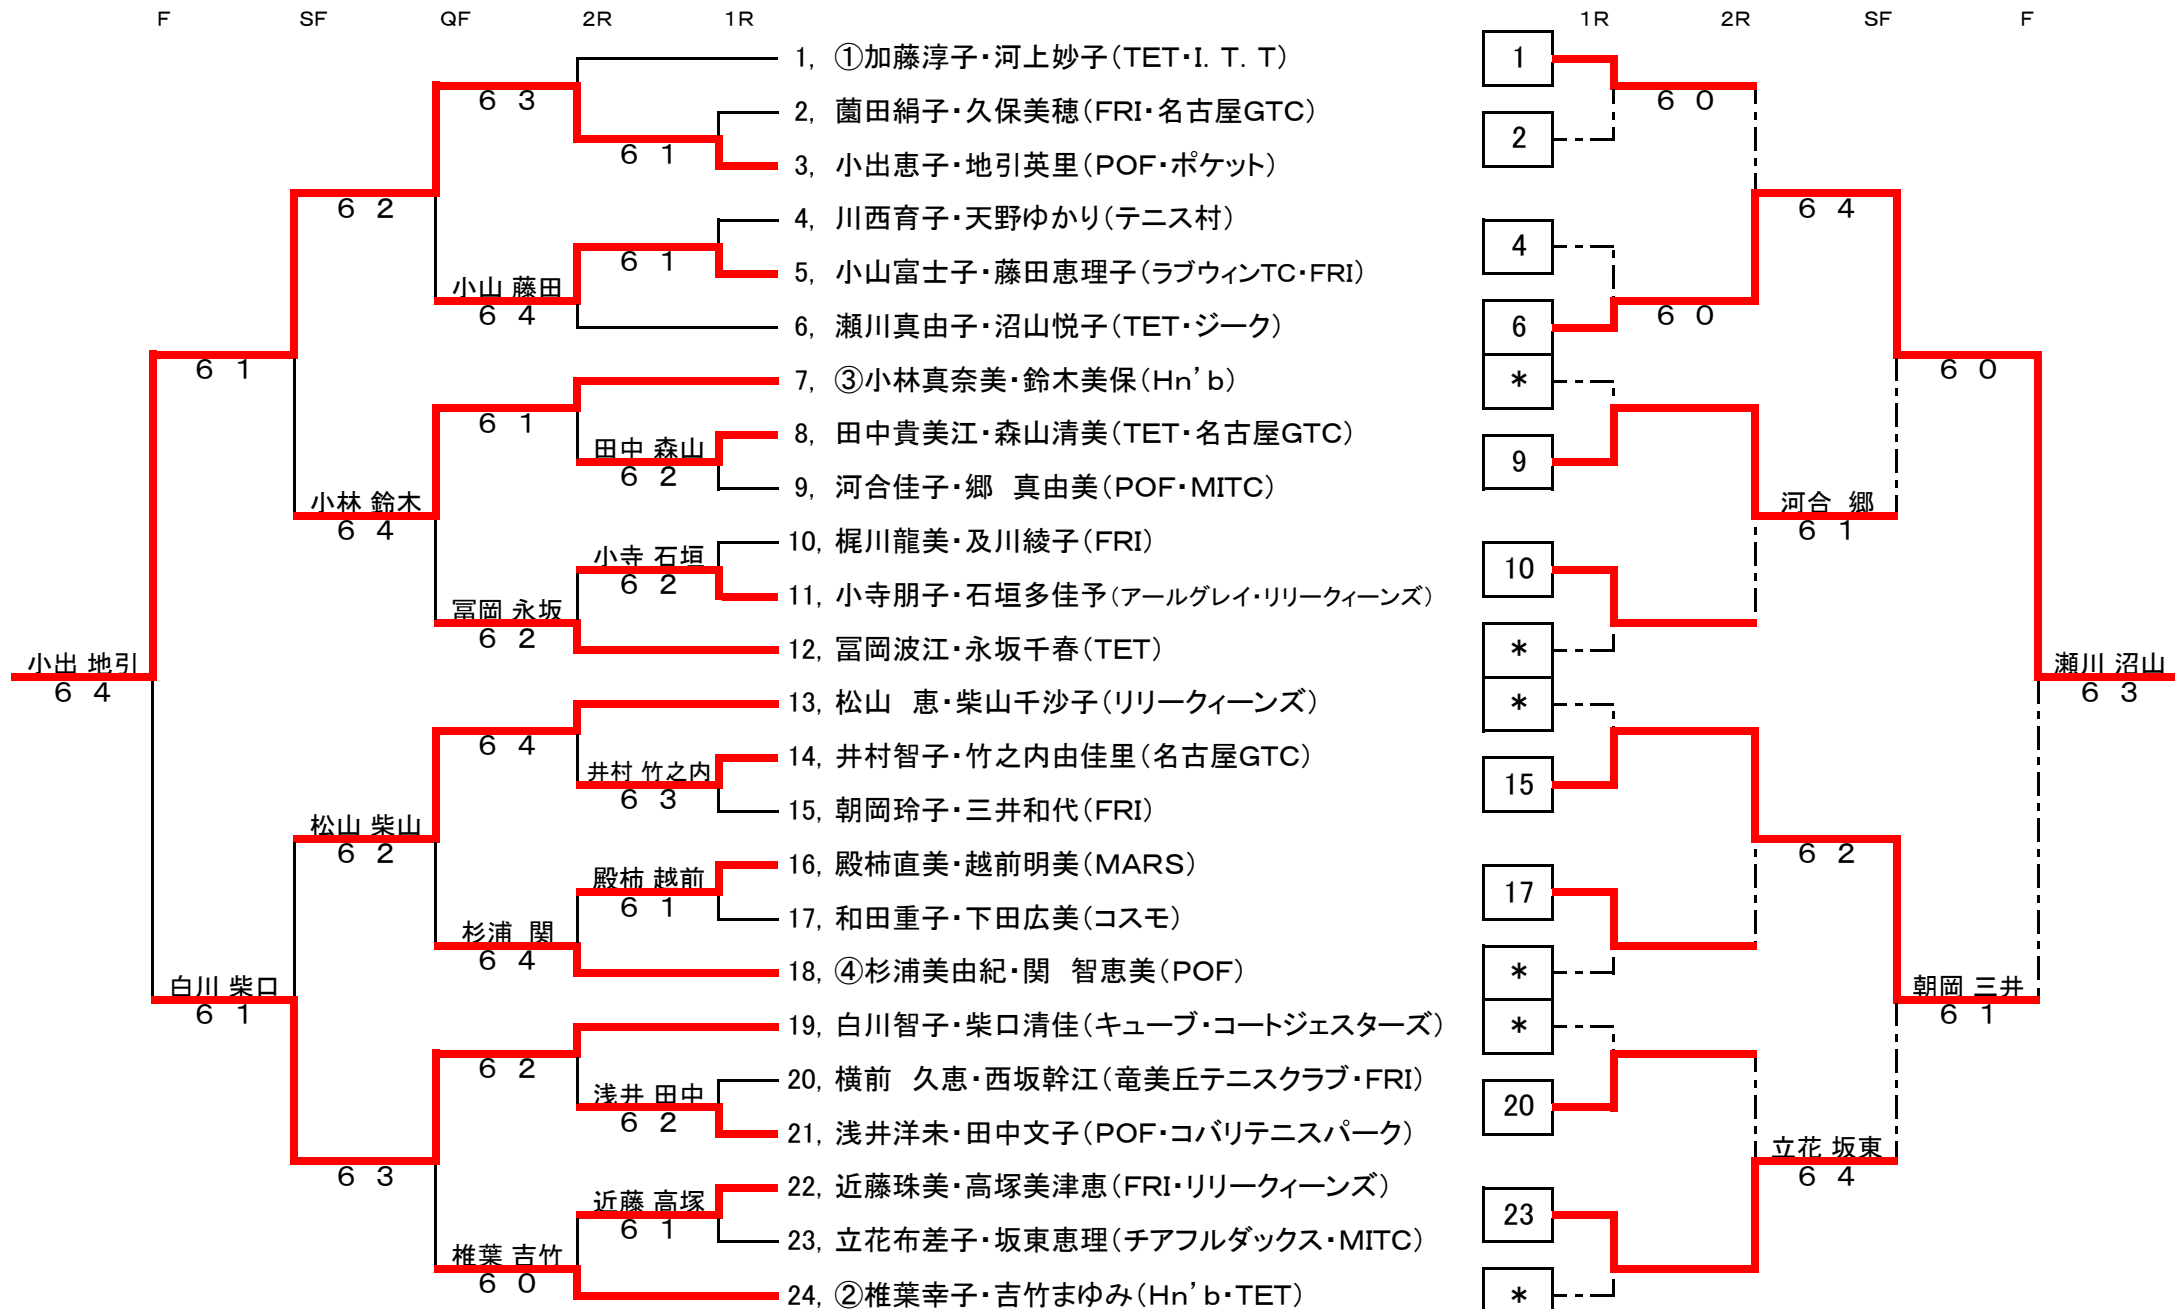 F SF QF 2R 1R 1R 2R SF F
1, ①加藤淳子・河上妙子（TET・I．T．T） 1
6 3 6 0
2, 薗田絹子・久保美穂（FRI・名古屋GTC） 2
6 1
3, 小出恵子・地引英里（POF・ポケット）
6 2 6 4
4, 川西育子・天野ゆかり（テニス村） 4
6 1
5, 小山富士子・藤田恵理子（ラブウィンTC・FRI）
小山 藤田
6 4 6 0
6, 瀬川真由子・沼山悦子（TET・ジーク） 6
6 1 6 0
7, ③小林真奈美・鈴木美保（Hn’b） *
6 1
8, 田中貴美江・森山清美（TET・名古屋GTC）
田中 森山 9
6 2
9, 河合佳子・郷 真由美（POF・MITC）
小林 鈴木 河合 郷
6 4 6 1
10, 梶川龍美・及川綾子（FRI）
小寺 石垣 10
6 2
11, 小寺朋子・石垣多佳予（アールグレイ・リリークィーンズ）
冨岡 永坂
6 2
12, 冨岡波江・永坂千春（TET） *
小出 地引 瀬川 沼山
6 4 6 3
13, 松山 恵・柴山千沙子（リリークィーンズ） *
6 4
14, 井村智子・竹之内由佳里（名古屋GTC）
井村 竹之内 15
6 3
15, 朝岡玲子・三井和代（FRI）
松山 柴山
6 2 6 2
16, 殿柿直美・越前明美（MARS）
殿柿 越前 17
6 1
17, 和田重子・下田広美（コスモ）
杉浦 関
6 4
18, ④杉浦美由紀・関 智恵美（POF） *
白川 柴口 朝岡 三井
6 1 6 1
19, 白川智子・柴口清佳（キューブ・コートジェスターズ） *
6 2
20, 横前 久恵・西坂幹江（竜美丘テニスクラブ・FRI）
浅井 田中 20
6 2
21, 浅井洋未・田中文子（POF・コバリテニスパーク）
立花 坂東
6 3 6 4
22, 近藤珠美・高塚美津恵（FRI・リリークィーンズ）
近藤 高塚 23
6 1
23, 立花布差子・坂東恵理（チアフルダックス・MITC）
椎葉 吉竹
6 0
24, ②椎葉幸子・吉竹まゆみ（Hn’b・TET） *